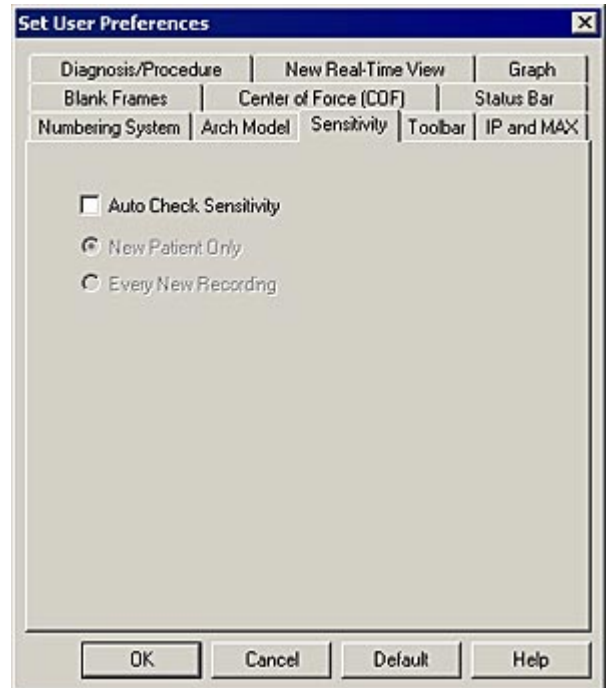 Set User Preferences
Diagnosis/Procedure New Real-Time View Graph
Blank Frames Center of Force (COF) Status Bar
Numbering System Arch Model Sensitivity Toolbar IP and MAX
Auto Check Sensitivity
New Patient Only
Every New Recording
OK Cancel Default Help